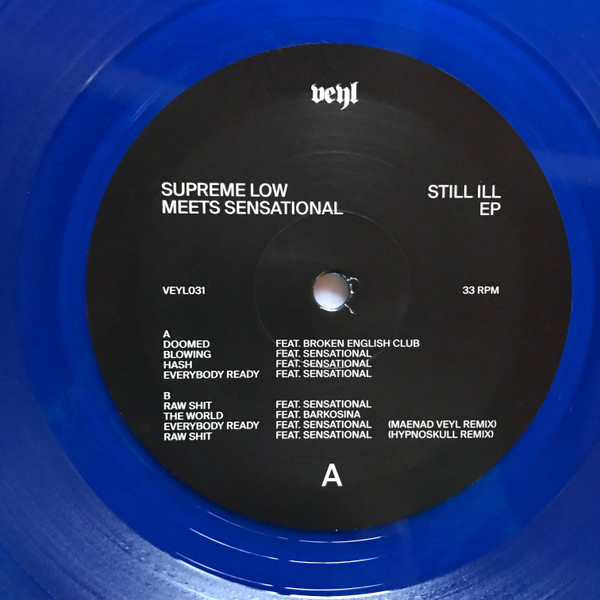 veyl
SUPREME LOW STILL ILL
MEETS SENSATIONAL EP
VEYL031 33 RPM
A
DOOMED FEAT. BROKEN ENGLISH CLUB
BLOWING FEAT. SENSATIONAL
HASH FEAT. SENSATIONAL
EVERYBODY READY FEAT. SENSATIONAL
B
RAW SHIT FEAT. SENSATIONAL
THE WORLD FEAT. BARKOSINA
EVERYBODY READY FEAT. SENSATIONAL (MAENAD VEYL REMIX)
RAW SHIT FEAT. SENSATIONAL (HYPNOSKULL REMIX)
A